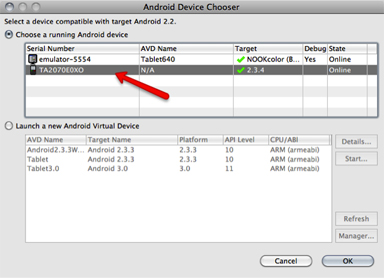 Android Device Chooser
Select a device compatible with target Android 2.2.
Choose a running Android device
Serial Number AVD Name Target Debug State
emulator-5554 Tablet640 NOOKcolor (B... Yes Online
TA2070E0XO N/A 2.3.4 Online
Launch a new Android Virtual Device
AVD Name Target Name Platform API Level CPU/ABI
Android2.3.3W... Android 2.3.3 2.3.3 10 ARM (armeabi)
Tablet Android 2.3.3 2.3.3 10 ARM (armeabi)
Tablet3.0 Android 3.0 3.0 11 ARM (armeabi)
Details...
Start...
Refresh
Manager...
Cancel OK